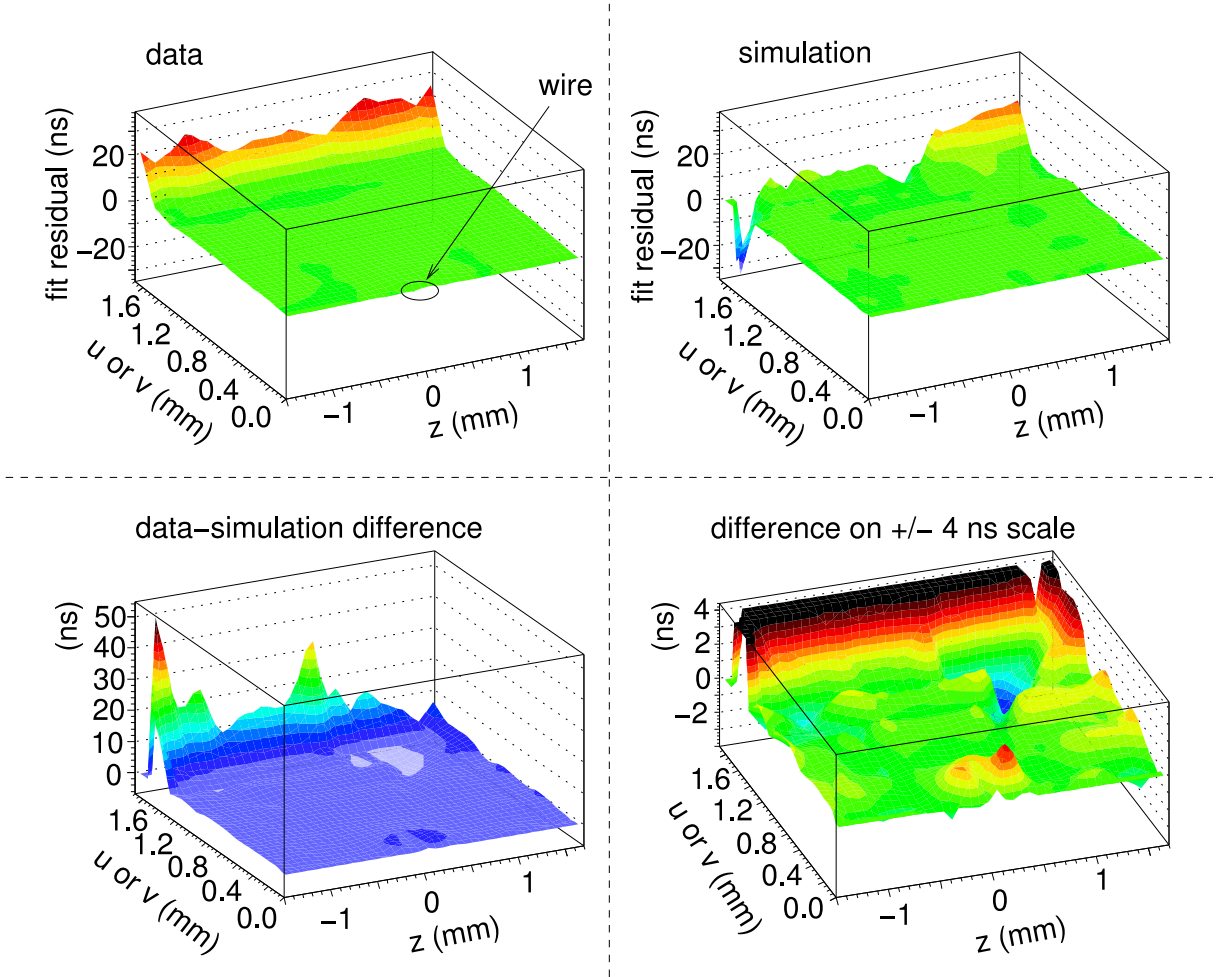 data
wire
fit residual (ns)
20
0
−20
1.6
1.2
0.8
0.4
0.0
u or v (mm)
−1
0
1
z (mm)
simulation
fit residual (ns)
20
0
−20
1.6
1.2
0.8
0.4
0.0
u or v (mm)
−1
0
1
z (mm)
data−simulation difference
(ns)
50
40
30
20
10
0
1.6
1.2
0.8
0.4
0.0
u or v (mm)
−1
0
1
z (mm)
difference on +/− 4 ns scale
(ns)
4
2
0
−2
1.6
1.2
0.8
0.4
0.0
u or v (mm)
−1
0
1
z (mm)